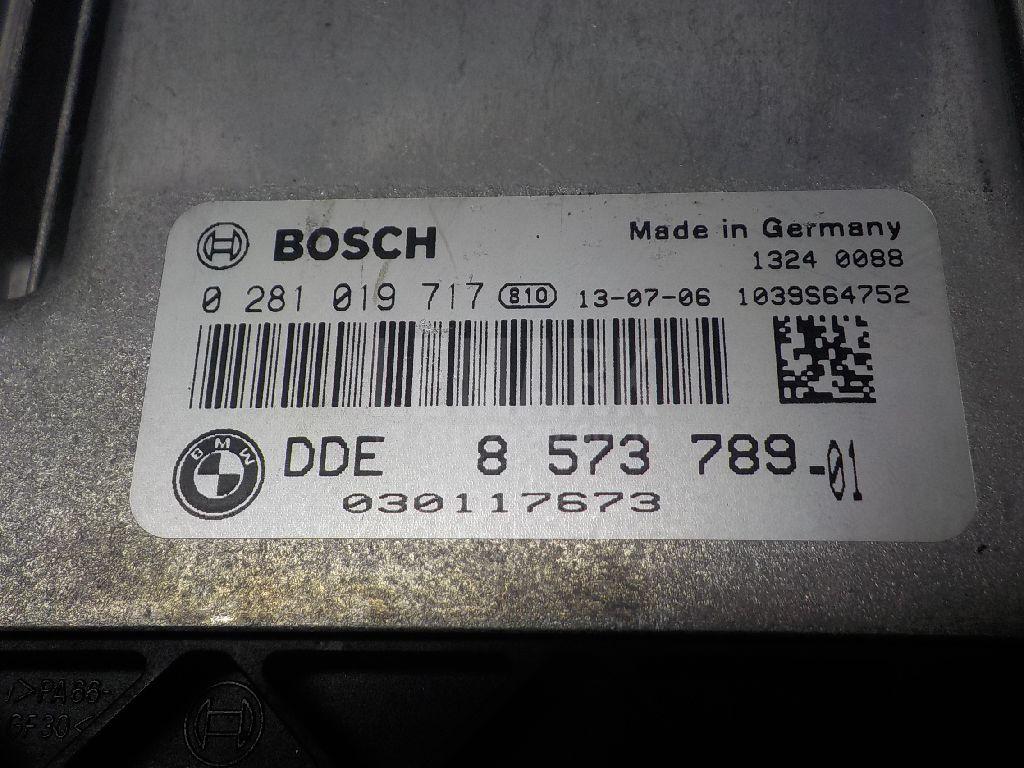 BOSCH
Made in Germany
1324 0088
0 281 019 717 810 13-07-06 1039S64752
BMW
DDE 8 573 789-01
030117673
>PA66-
GF30<